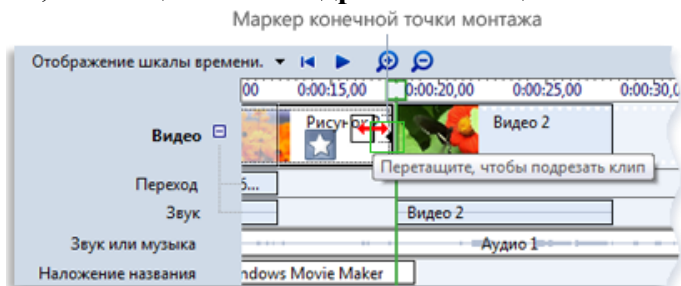 Маркер конечной точки монтажа
Отображение шкалы времени.
00 0:00:15,00 0:00:20,00 0:00:25,00 0:00:30,0
Видео Рисунок 2 Видео 2
Перетащите, чтобы подрезать клип
Переход б...
Звук Видео 2
Звук или музыка Аудио 1
Наложение названия ndows Movie Maker